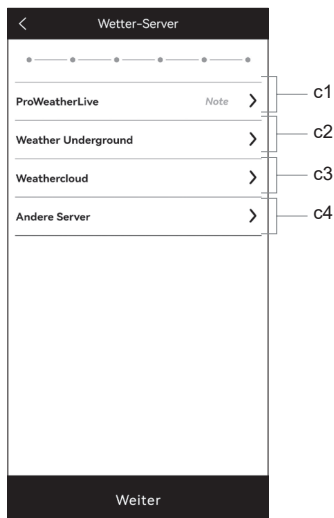 Wetter-Server
ProWeatherLive Note c1
Weather Underground c2
Weathercloud c3
Andere Server c4
Weiter